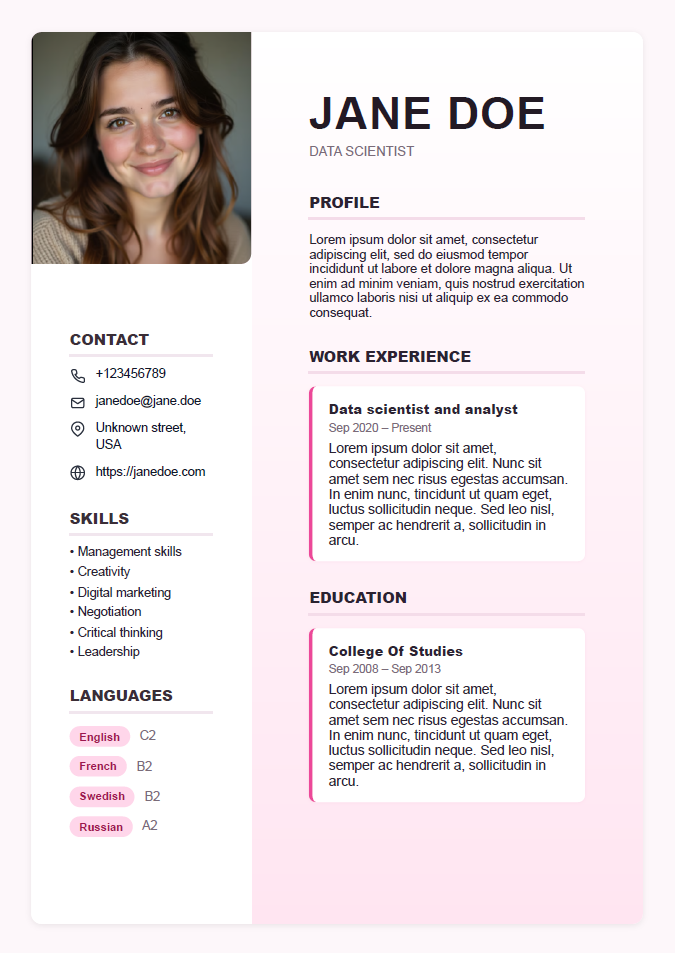 JANE DOE
DATA SCIENTIST
PROFILE
Lorem ipsum dolor sit amet, consectetur
adipiscing elit, sed do eiusmod tempor
incididunt ut labore et dolore magna aliqua. Ut
enim ad minim veniam, quis nostrud exercitation
ullamco laboris nisi ut aliquip ex ea commodo
consequat.
WORK EXPERIENCE
Data scientist and analyst
Sep 2020 – Present
Lorem ipsum dolor sit amet,
consectetur adipiscing elit. Nunc sit
amet sem nec risus egestas accumsan.
In enim nunc, tincidunt ut quam eget,
luctus sollicitudin neque. Sed leo nisl,
semper ac hendrerit a, sollicitudin in
arcu.
EDUCATION
College Of Studies
Sep 2008 – Sep 2013
Lorem ipsum dolor sit amet,
consectetur adipiscing elit. Nunc sit
amet sem nec risus egestas accumsan.
In enim nunc, tincidunt ut quam eget,
luctus sollicitudin neque. Sed leo nisl,
semper ac hendrerit a, sollicitudin in
arcu.
CONTACT
+123456789
janedoe@jane.doe
Unknown street,
USA
https://janedoe.com
SKILLS
• Management skills
• Creativity
• Digital marketing
• Negotiation
• Critical thinking
• Leadership
LANGUAGES
English C2
French B2
Swedish B2
Russian A2